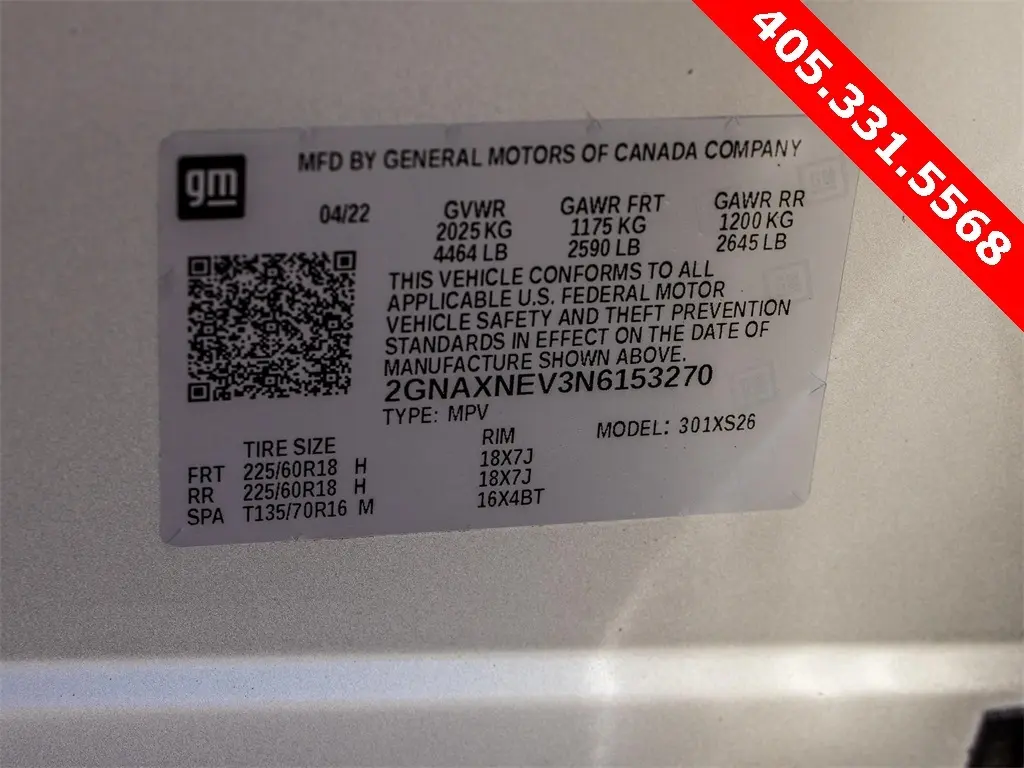 405.331.5568
gm
MFD BY GENERAL MOTORS OF CANADA COMPANY
04/22
GVWR GAWR FRT GAWR RR
2025 KG 1175 KG 1200 KG
4464 LB 2590 LB 2645 LB
THIS VEHICLE CONFORMS TO ALL
APPLICABLE U.S. FEDERAL MOTOR
VEHICLE SAFETY AND THEFT PREVENTION
STANDARDS IN EFFECT ON THE DATE OF
MANUFACTURE SHOWN ABOVE.
2GNAXNEV3N6153270
TYPE: MPV
MODEL: 301XS26
TIRE SIZE RIM
FRT 225/60R18 H 18X7J
RR 225/60R18 H 18X7J
SPA T135/70R16 M 16X4BT